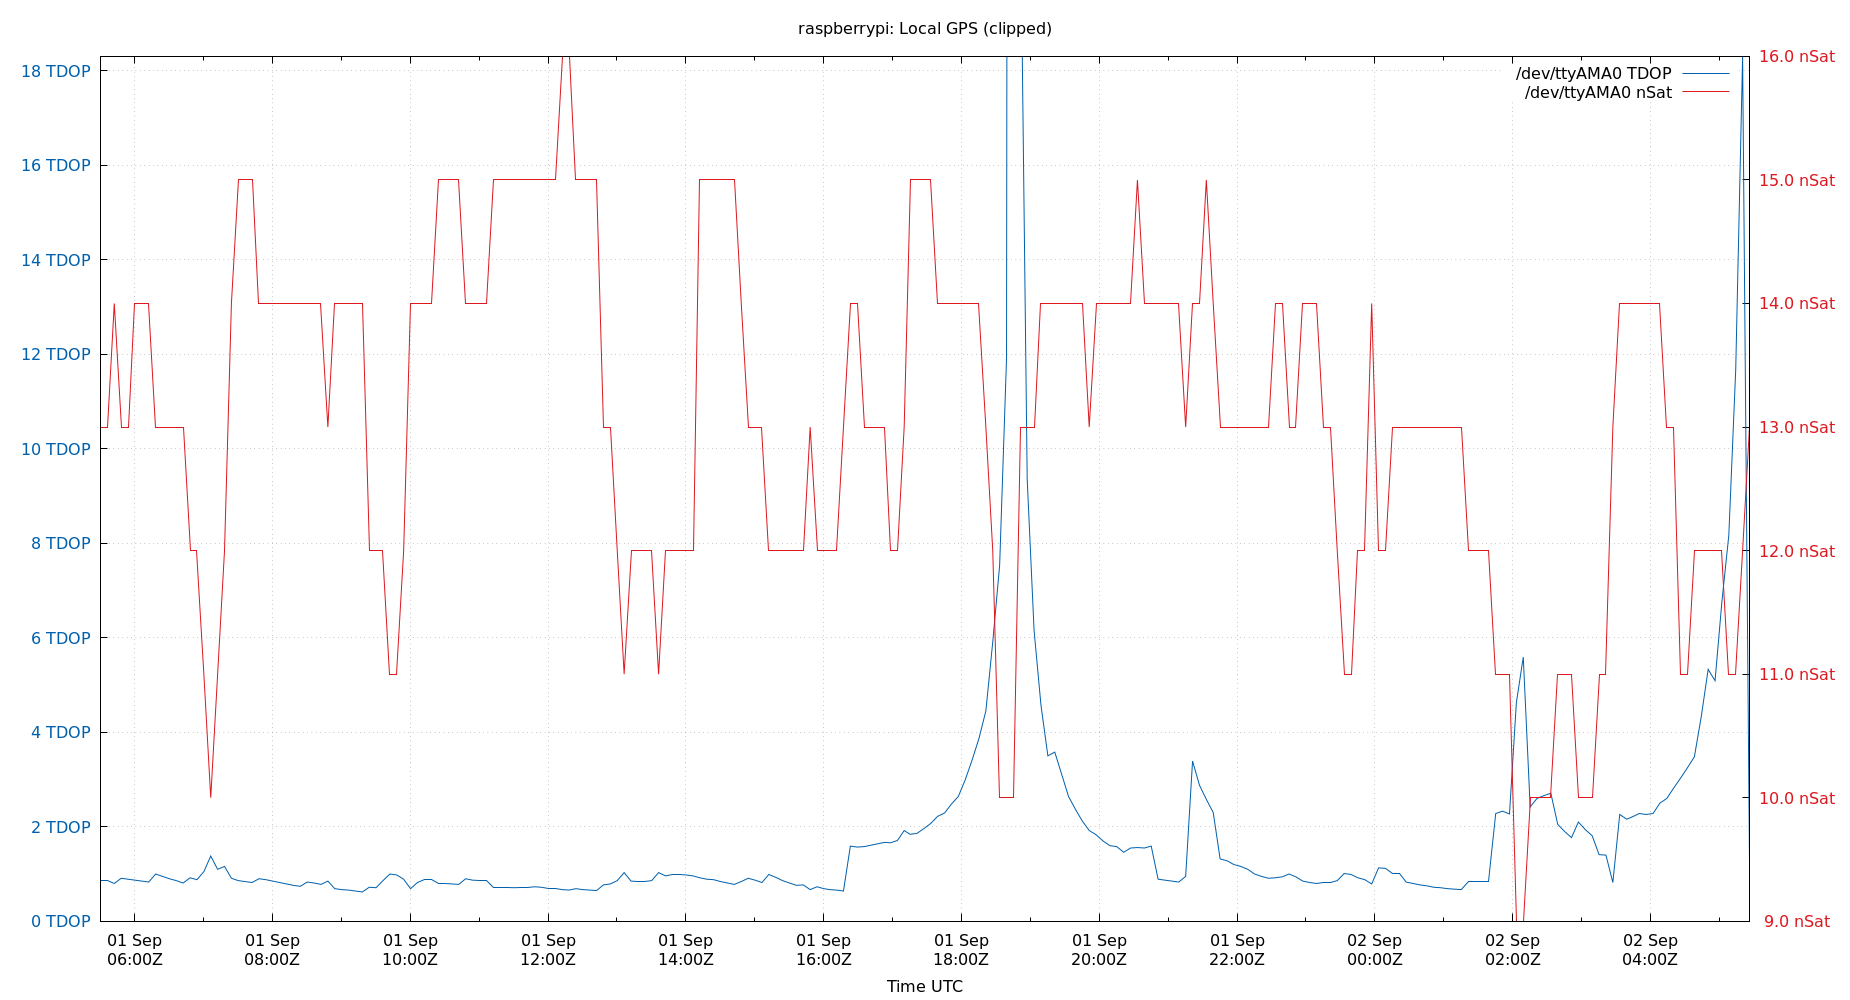 raspberrypi: Local GPS (clipped)
18 TDOP
16 TDOP
14 TDOP
12 TDOP
10 TDOP
8 TDOP
6 TDOP
4 TDOP
2 TDOP
0 TDOP
16.0 nSat
15.0 nSat
14.0 nSat
13.0 nSat
12.0 nSat
11.0 nSat
10.0 nSat
9.0 nSat
/dev/ttyAMA0 TDOP
/dev/ttyAMA0 nSat
01 Sep
06:00Z
01 Sep
08:00Z
01 Sep
10:00Z
01 Sep
12:00Z
01 Sep
14:00Z
01 Sep
16:00Z
01 Sep
18:00Z
01 Sep
20:00Z
01 Sep
22:00Z
02 Sep
00:00Z
02 Sep
02:00Z
02 Sep
04:00Z
Time UTC